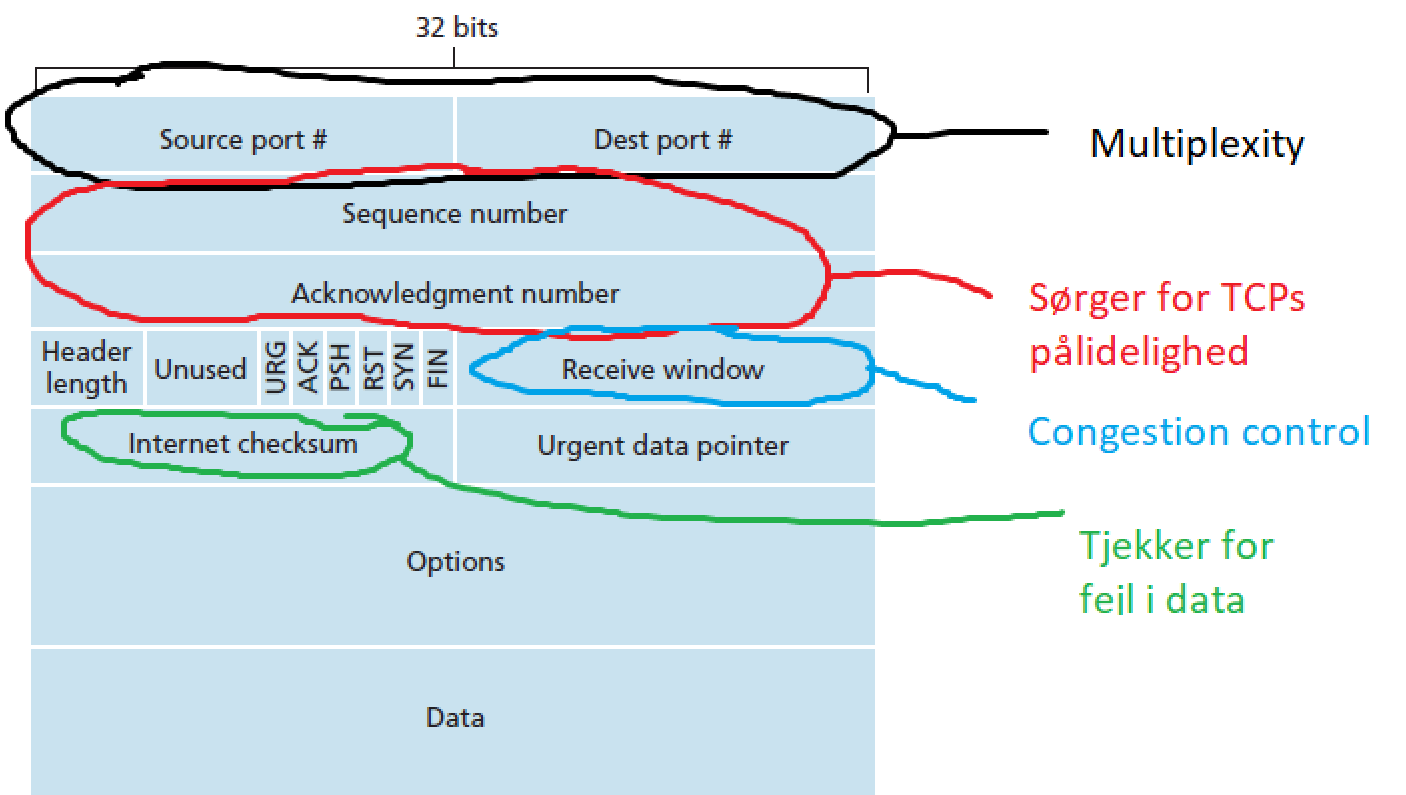 32 bits
Source port #
Dest port #
Multiplexity
Sequence number
Acknowledgment number
Sørger for TCPs
pålidelighed
Header
length
Unused
URG
ACK
PSH
RST
SYN
FIN
Receive window
Congestion control
Internet checksum
Urgent data pointer
Tjekker for
fejl i data
Options
Data